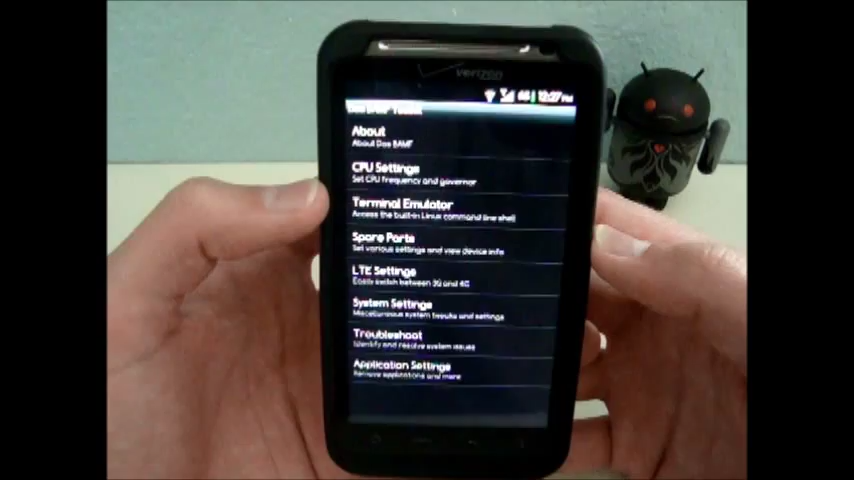 verizon
12:27 PM
About
About Das BAMF
CPU Settings
Set CPU frequency and governor
Terminal Emulator
Access the built-in Linux command line shell
Spare Parts
Set various settings and view device info
LTE Settings
Easily switch between 3G and 4G
System Settings
Miscellaneous system tweaks and settings
Troubleshoot
Identify and resolve system issues
Application Settings
Remove applications and more